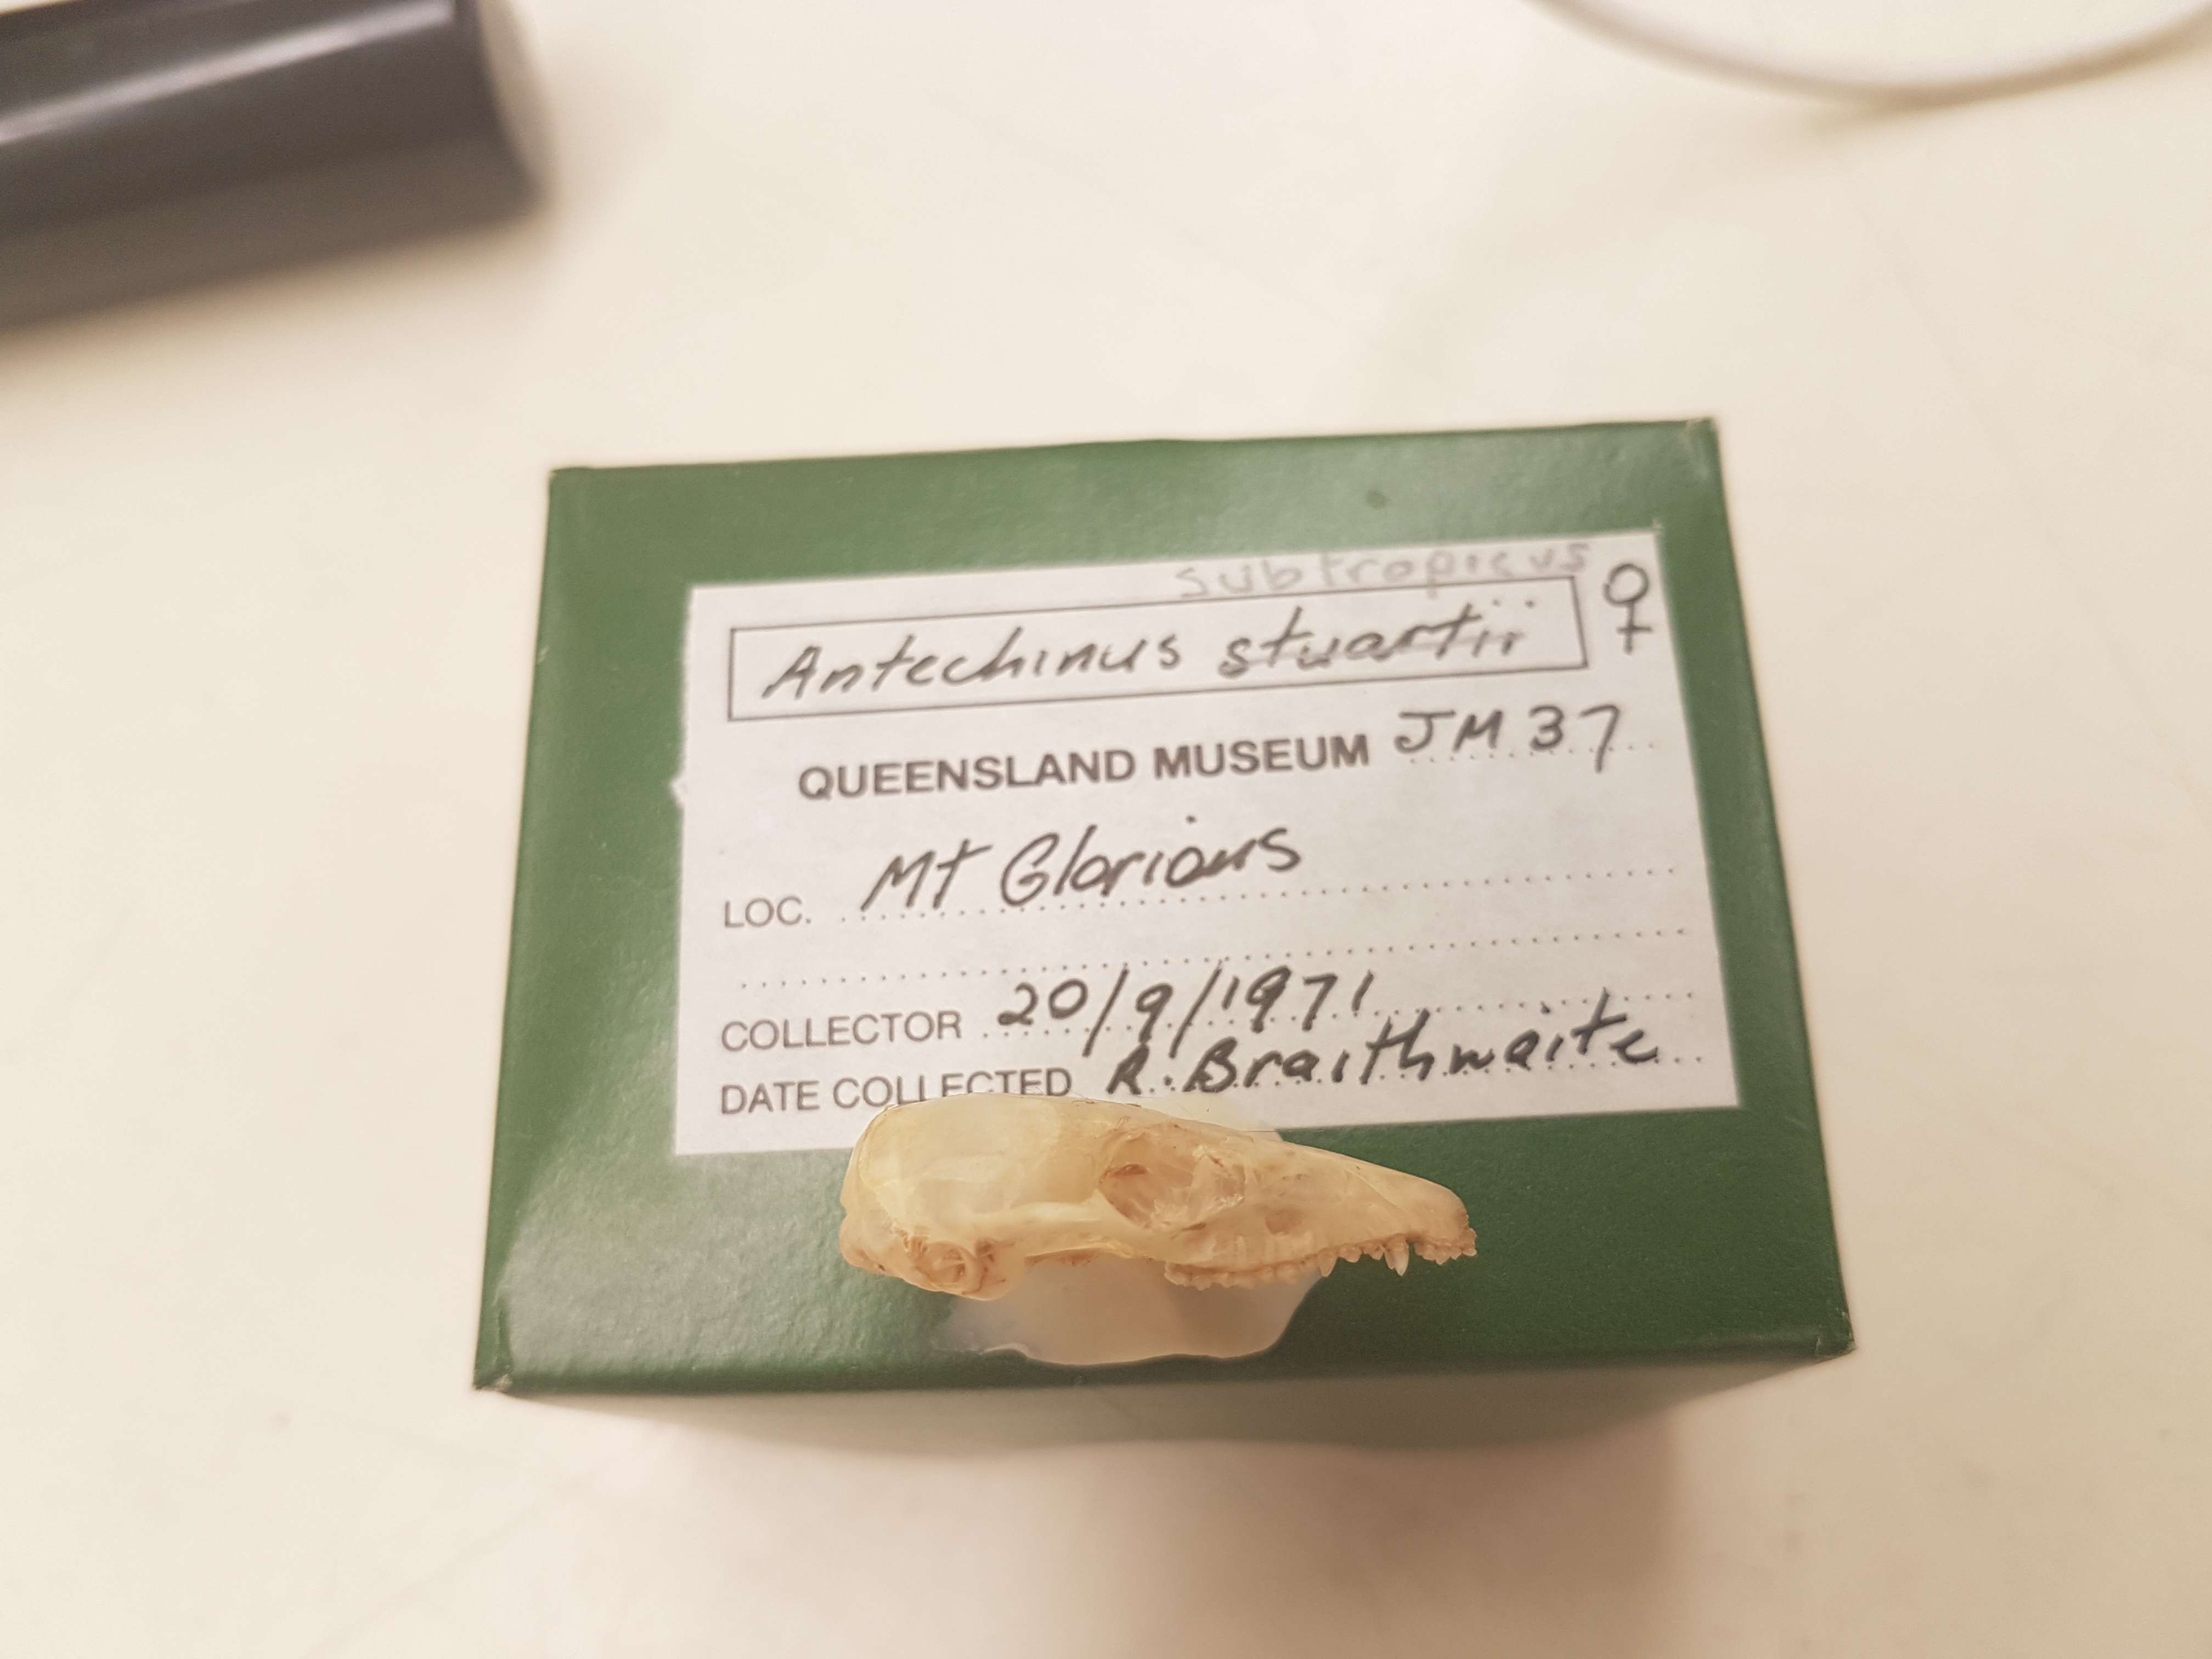 subtropicus
Antechinus stuartii ♀
QUEENSLAND MUSEUM JM 37
LOC. Mt Glorious
COLLECTOR 20/9/1971
DATE COLLECTED R. Braithwaite